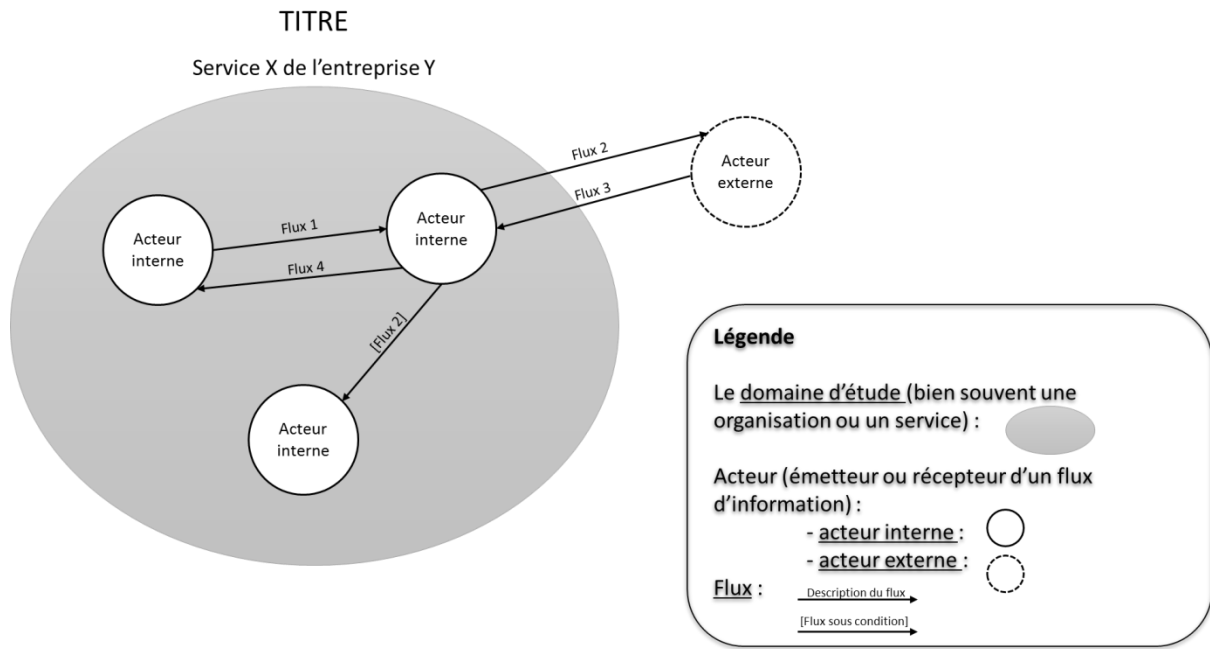 TITRE
Service X de l'entreprise Y
Acteur
interne
Flux 1
Flux 4
Acteur
interne
Flux 2
Flux 3
Acteur
externe
[Flux 2]
Acteur
interne
Légende
Le domaine d'étude (bien souvent une
organisation ou un service) :
Acteur (émetteur ou récepteur d'un flux
d'information) :
- acteur interne :
- acteur externe :
Flux :
Description du flux
[Flux sous condition]